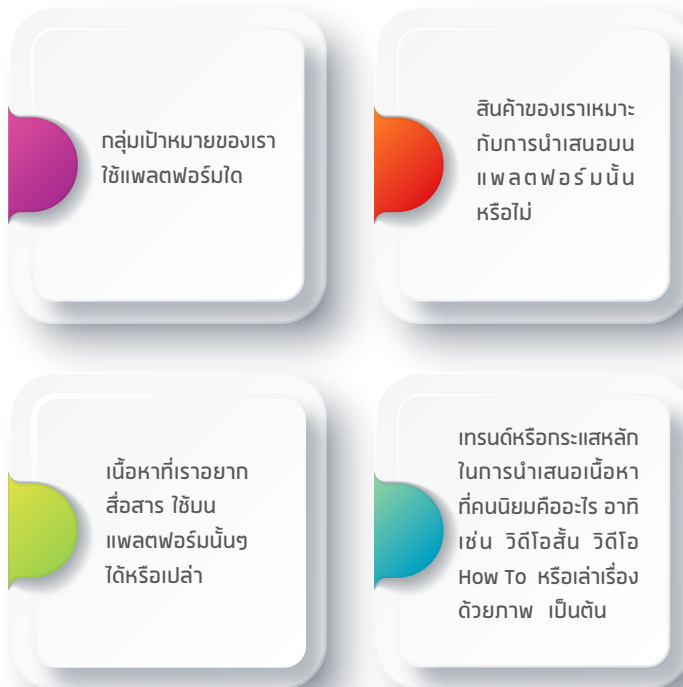 กลุ่มเป้าหมายของเรา
ใช้แพลตฟอร์มใด
สินค้าของเราเหมาะ
กับการนำเสนอบน
แพลตฟอร์มนั้น
หรือไม่
เนื้อหาที่เราอยาก
สื่อสาร ใช้บน
แพลตฟอร์มนั้นๆ
ได้หรือเปล่า
เทรนด์หรือกระแสหลัก
ในการนำเสนอเนื้อหา
ที่คนนิยมคืออะไร อาทิ
เช่น วิดีโอสั้น วิดีโอ
How To หรือเล่าเรื่อง
ด้วยภาพ เป็นต้น